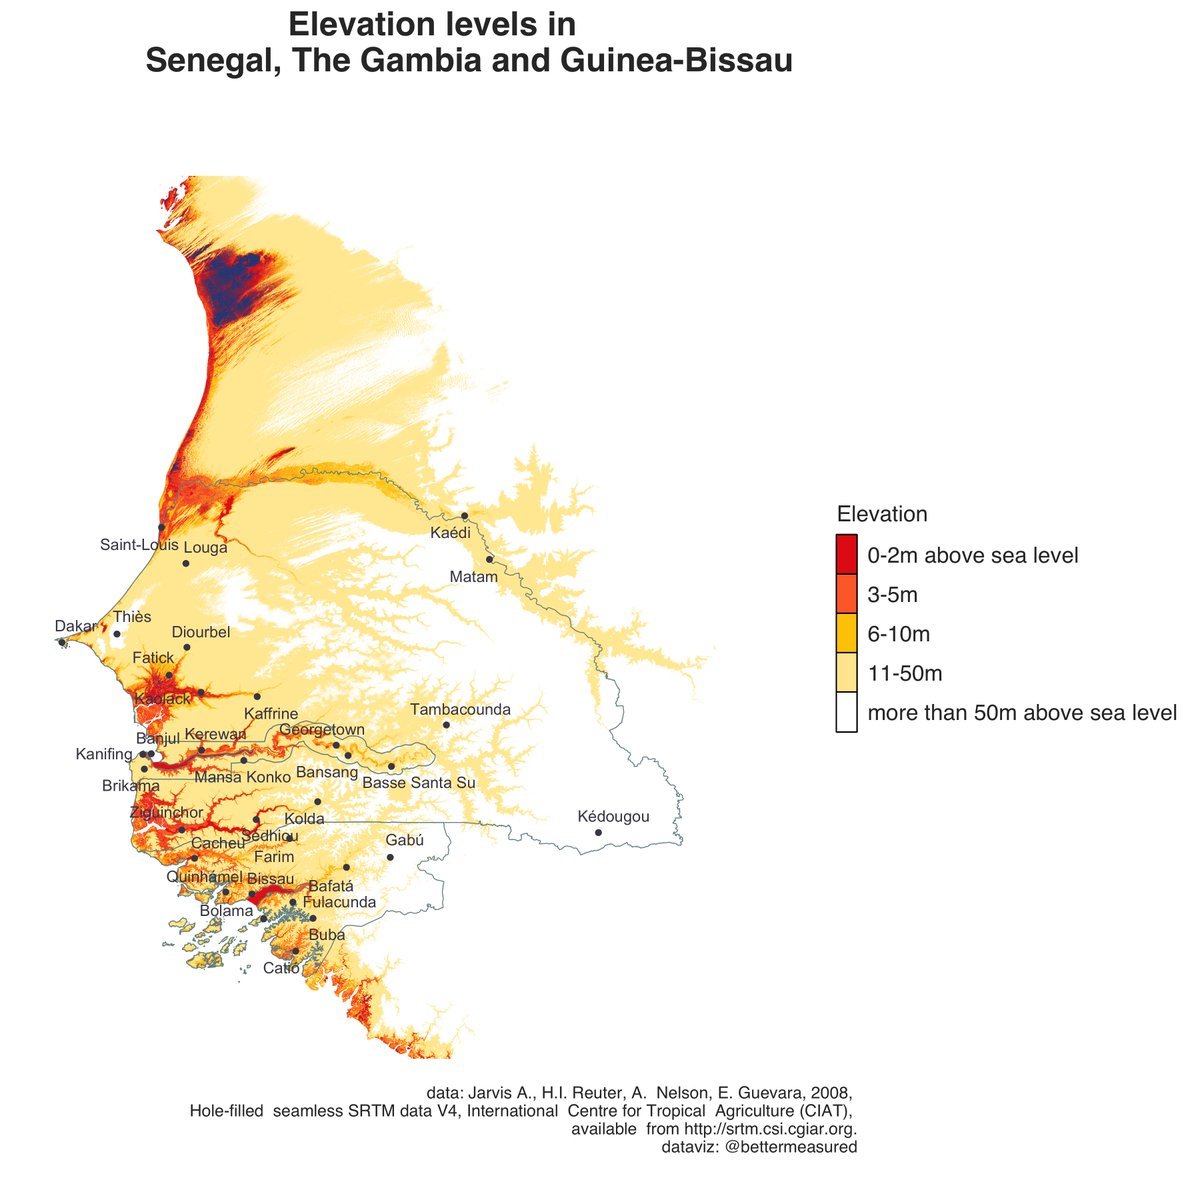 Elevation levels in
Senegal, The Gambia and Guinea-Bissau
Elevation
0-2m above sea level
3-5m
6-10m
11-50m
more than 50m above sea level
Kaédi
Saint-Louis
Louga
Matam
Thiès
Dakar
Diourbel
Fatick
Kaolack
Kaffrine
Tambacounda
Georgetown
Banjul
Kerewan
Kanifing
Mansa Konko
Bansang
Basse Santa Su
Brikama
Ziguinchor
Kolda
Kédougou
Sédhiou
Cacheu
Gabú
Farim
Quinhámel
Bissau
Bafatá
Fulacunda
Bolama
Buba
Catió
data: Jarvis A., H.I. Reuter, A.  Nelson, E. Guevara, 2008,
Hole-filled  seamless SRTM data V4, International  Centre for Tropical  Agriculture (CIAT),
available  from http://srtm.csi.cgiar.org.
dataviz: @bettermeasured